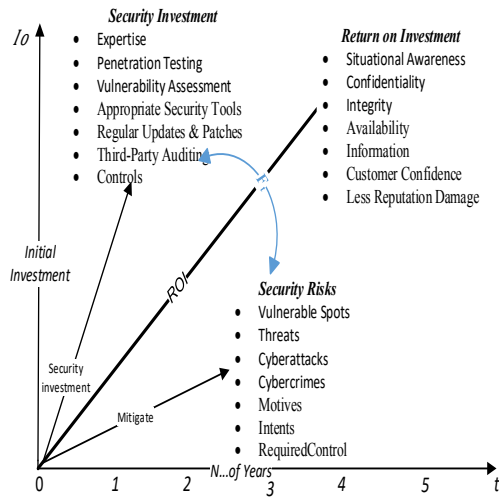 Security Investment
Io
• Expertise
• Penetration Testing
• Vulnerability Assessment
• Appropriate Security Tools
• Regular Updates & Patches
• Third-Party Auditing
• Controls
Return on Investment
• Situational Awareness
• Confidentiality
• Integrity
• Availability
• Information
• Customer Confidence
• Less Reputation Damage
Initial
Investment
ROI
Security
investment
Mitigate
Security Risks
• Vulnerable Spots
• Threats
• Cyberattacks
• Cybercrimes
• Motives
• Intents
• RequiredControl
N...of Years
0 1 2 3 4 5 t